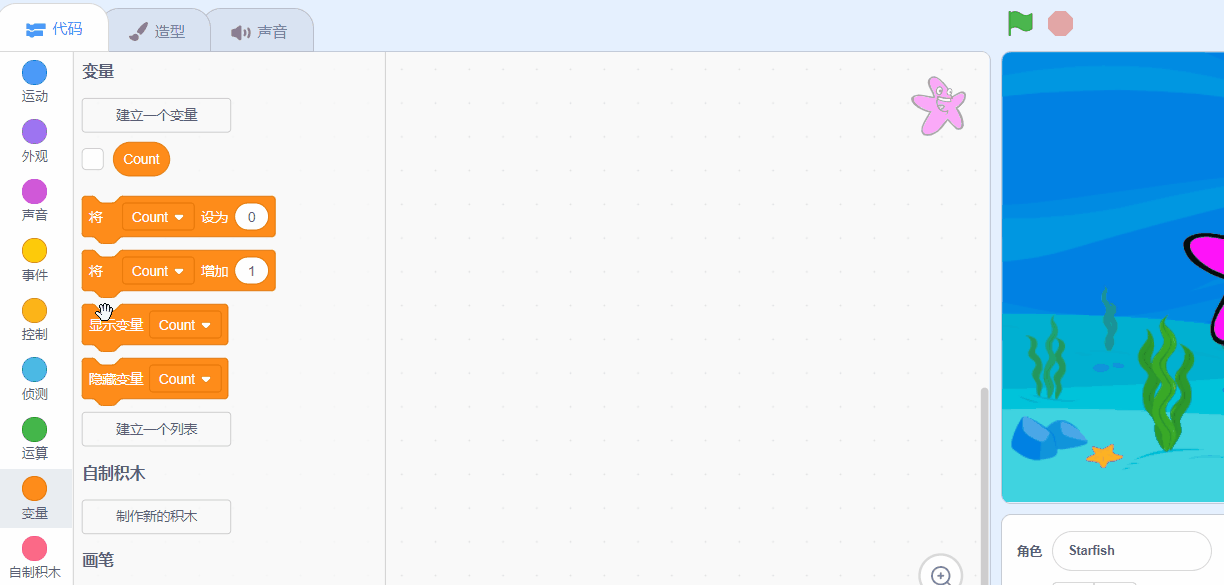 代码
造型
声音
运动
外观
声音
事件
控制
侦测
运算
变量
自制积木
变量
建立一个变量
Count
将 Count 设为 0
将 Count 增加 1
显示变量 Count
隐藏变量 Count
建立一个列表
自制积木
制作新的积木
画笔
角色 Starfish